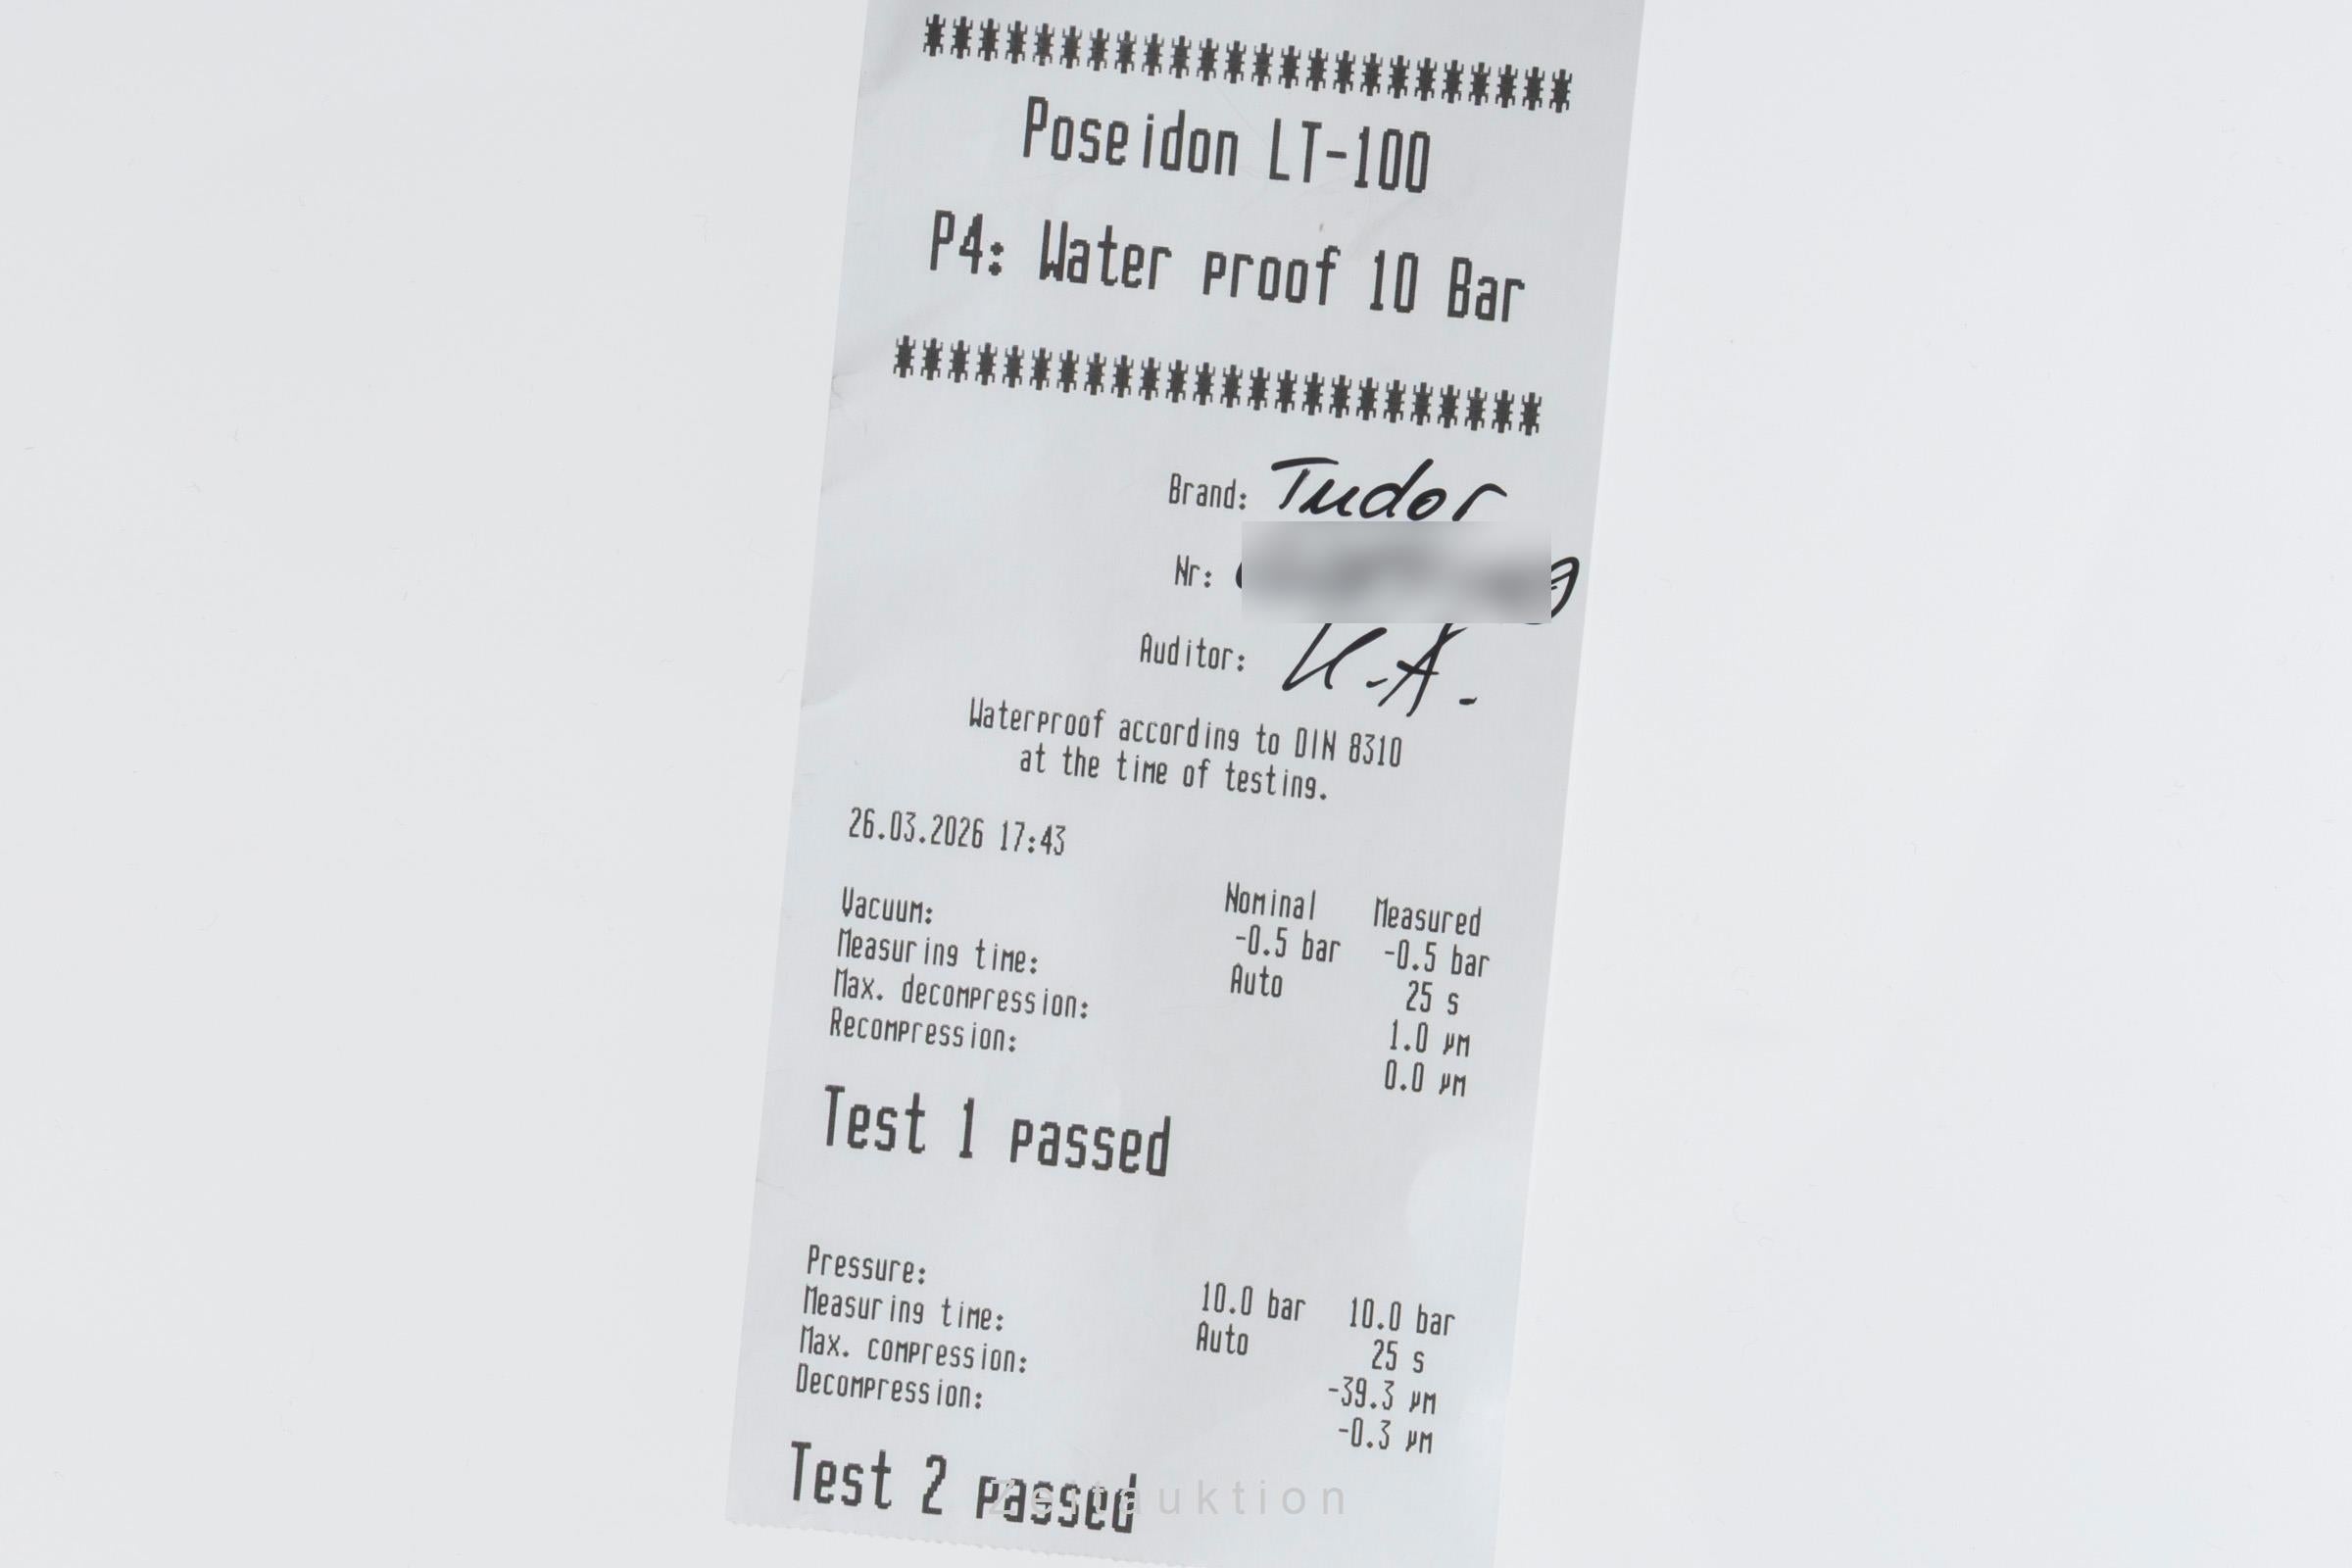 ************************
Poseidon LT-100
P4: Water proof 10 Bar
************************
Brand: Tudor
Nr:
Auditor: K.A.
Waterproof according to DIN 8310
at the time of testing.
26.03.2026 17:43
Nominal Measured
Vacuum: -0.5 bar -0.5 bar
Measuring time: Auto 25 s
Max. decompression: 1.0 µm
Recompression: 0.0 µm
Test 1 passed
Pressure: 10.0 bar 10.0 bar
Measuring time: Auto 25 s
Max. compression: -39.3 µm
Decompression: -0.3 µm
Test 2 passed
Zeitauktion